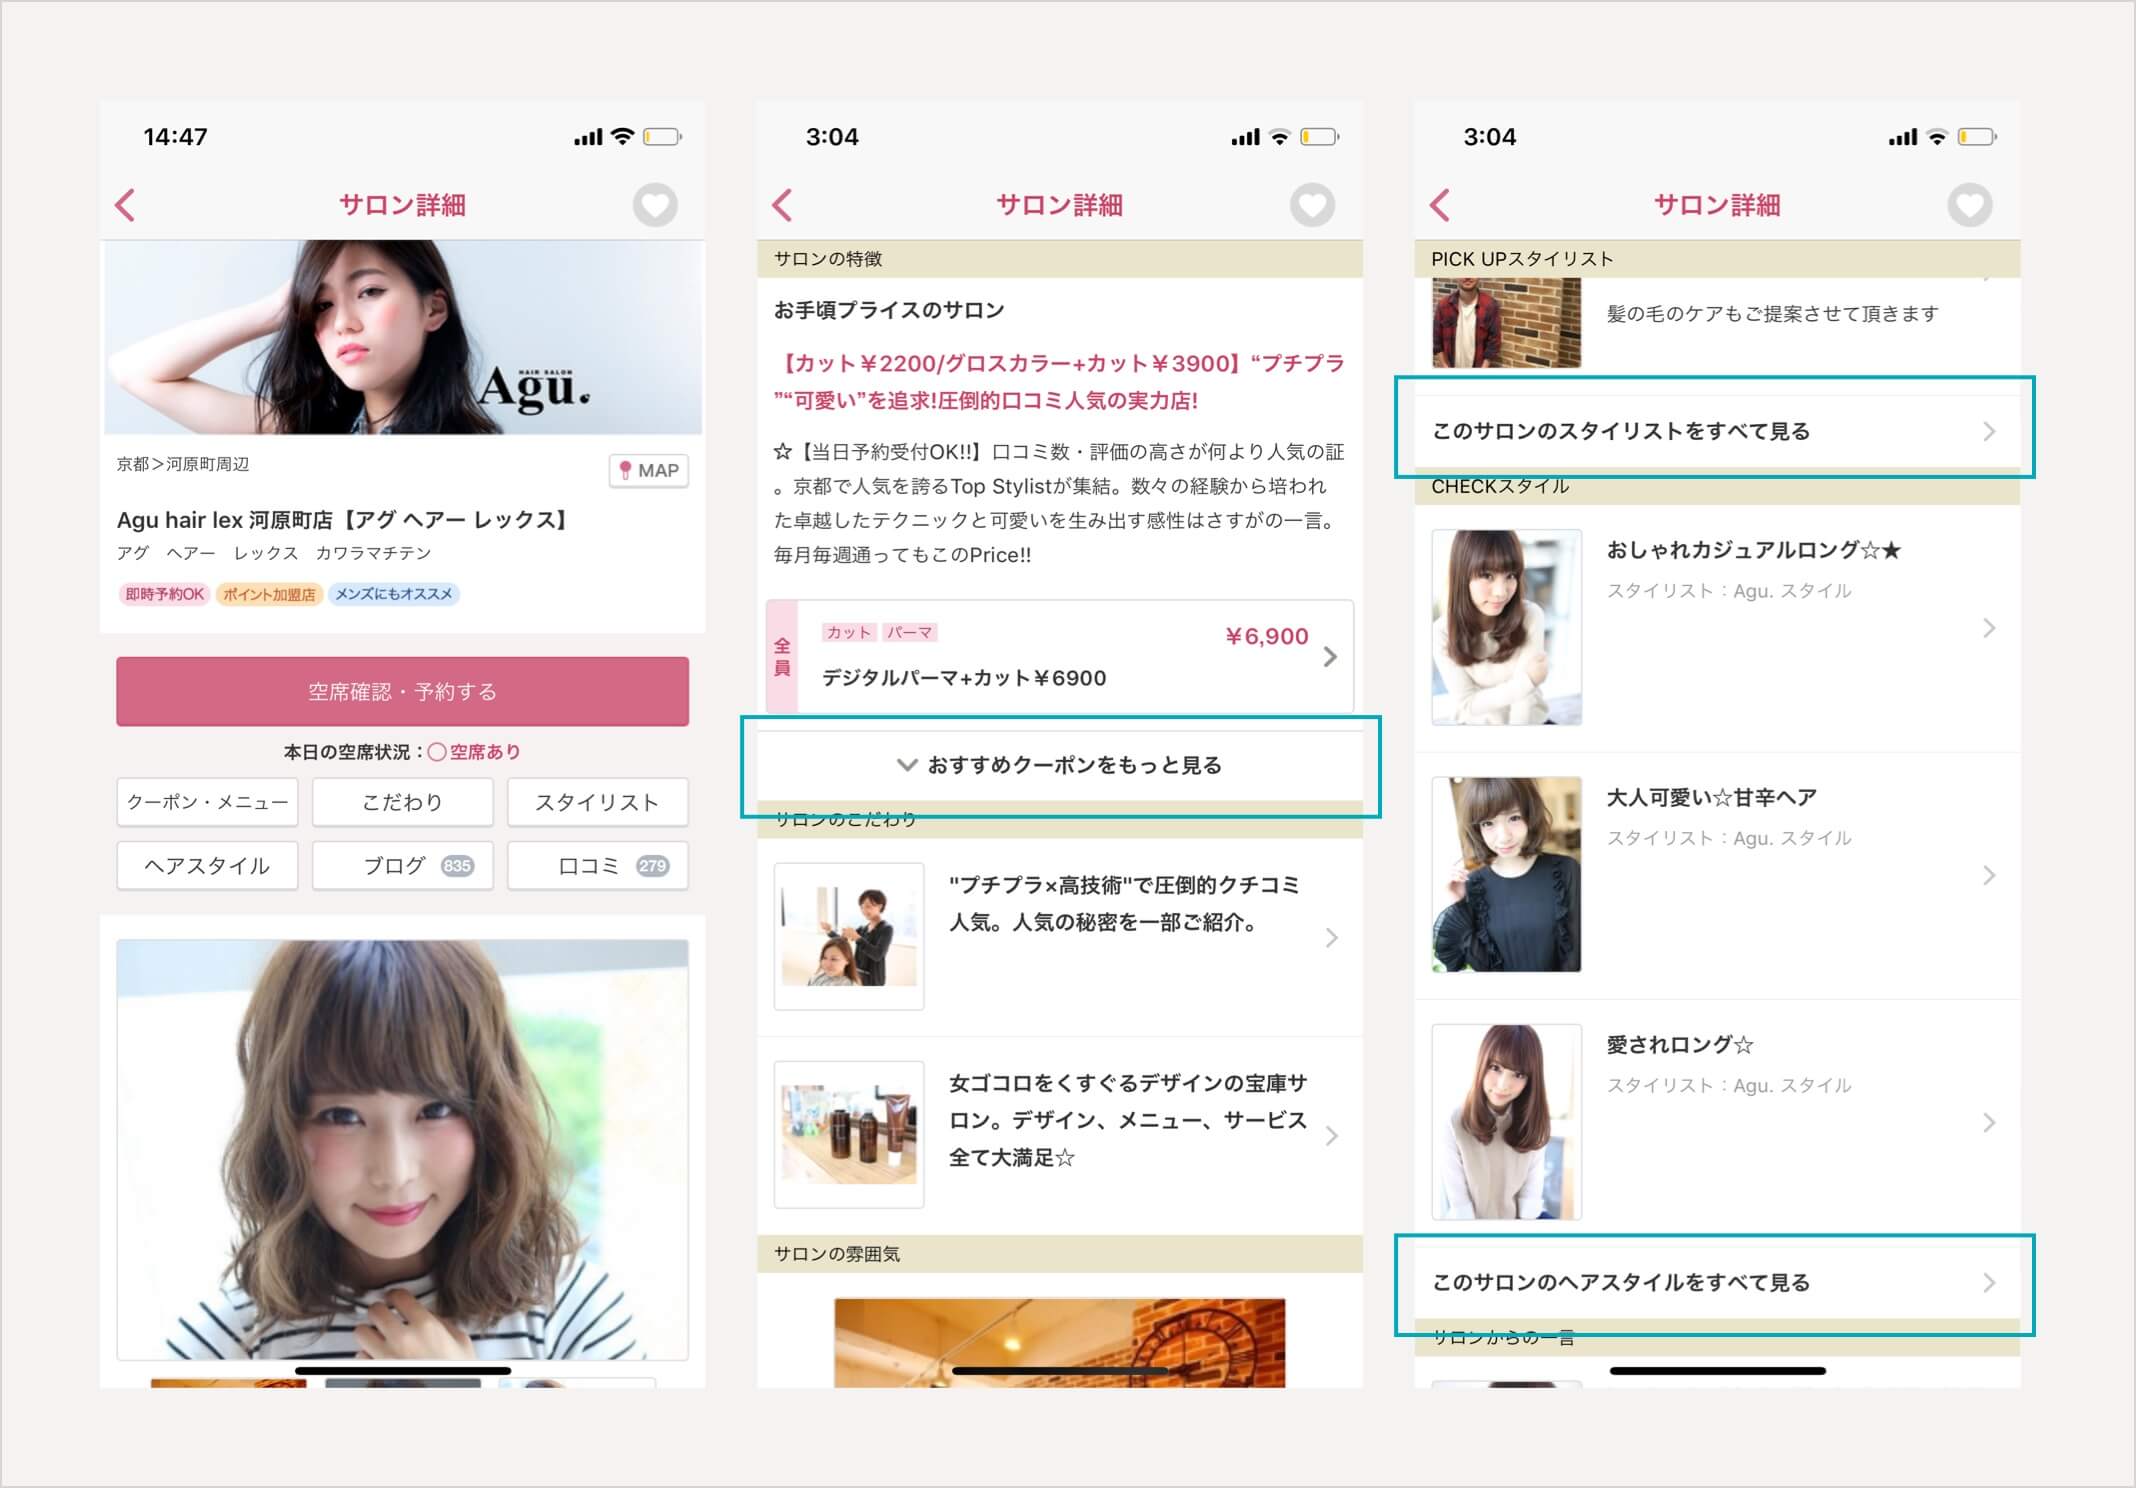 14:47
サロン詳細
HAIR SALON
Agu.
京都＞河原町周辺
MAP
Agu hair lex 河原町店【アグ ヘアー レックス】
アグ　ヘアー　レックス　カワラマチテン
即時予約OK ポイント加盟店 メンズにもオススメ
空席確認・予約する
本日の空席状況：◯空席あり
クーポン・メニュー こだわり スタイリスト
ヘアスタイル ブログ 835 口コミ 279
3:04
サロン詳細
サロンの特徴
お手頃プライスのサロン
【カット￥2200/グロスカラー+カット￥3900】“プチプラ
”“可愛い”を追求!圧倒的口コミ人気の実力店!
☆【当日予約受付OK!!】口コミ数・評価の高さが何より人気の証
。京都で人気を誇るTop Stylistが集結。数々の経験から培われ
た卓越したテクニックと可愛いを生み出す感性はさすがの一言。
毎月毎週通ってもこのPrice!!
全員
カット パーマ
￥6,900
デジタルパーマ+カット￥6900
おすすめクーポンをもっと見る
サロンのこだわり
"プチプラ×高技術"で圧倒的クチコミ
人気。人気の秘密を一部ご紹介。
女ゴコロをくすぐるデザインの宝庫サ
ロン。デザイン、メニュー、サービス
全て大満足☆
サロンの雰囲気
3:04
サロン詳細
PICK UPスタイリスト
髪の毛のケアもご提案させて頂きます
このサロンのスタイリストをすべて見る
CHECKスタイル
おしゃれカジュアルロング☆★
スタイリスト：Agu. スタイル
大人可愛い☆甘辛ヘア
スタイリスト：Agu. スタイル
愛されロング☆
スタイリスト：Agu. スタイル
このサロンのヘアスタイルをすべて見る
サロンからの一言